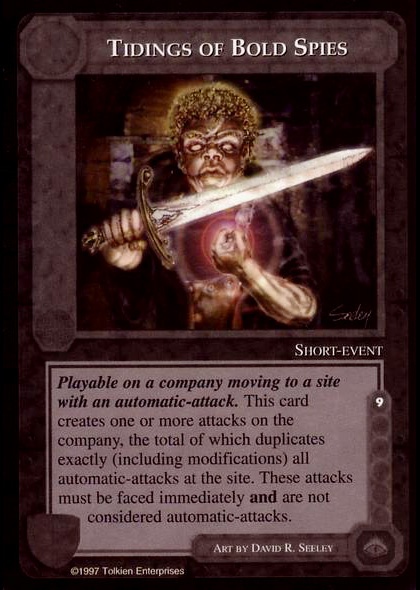 TIDINGS OF BOLD SPIES
Seeley
SHORT-EVENT
Playable on a company moving to a site
with an automatic-attack. This card
creates one or more attacks on the
company, the total of which duplicates
exactly (including modifications) all
automatic-attacks at the site. These attacks
must be faced immediately and are not
considered automatic-attacks.
9
ART BY DAVID R. SEELEY
©1997 Tolkien Enterprises